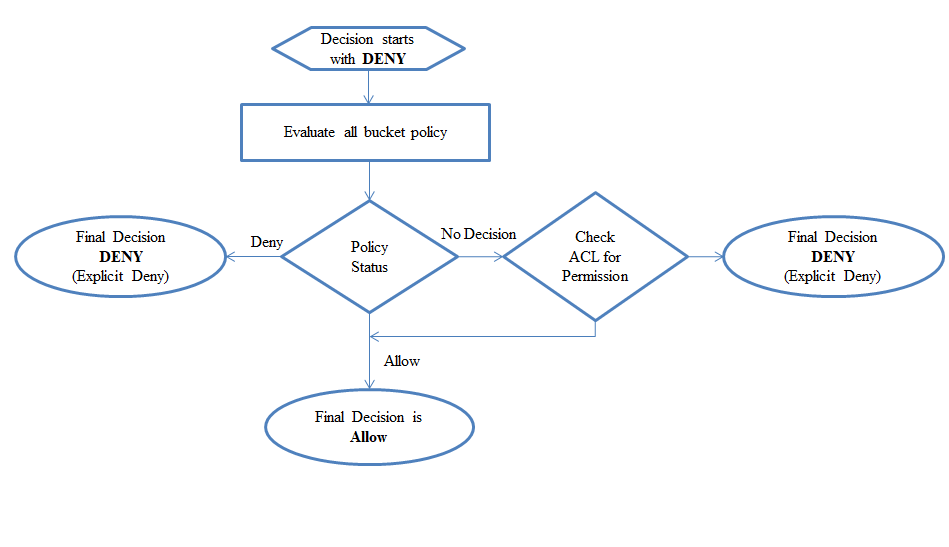 Decision starts
with DENY
Evaluate all bucket policy
Final Decision
DENY
(Explicit Deny)
Deny
Policy
Status
No Decision
Check
ACL for
Permission
Final Decision
DENY
(Explicit Deny)
Allow
Final Decision is
Allow